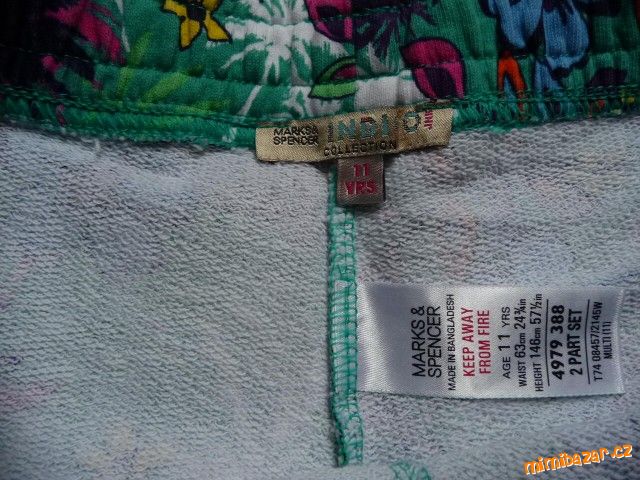 MARKS&
SPENCER
INDIGO
JNR
COLLECTION
11
YRS
MARKS &
SPENCER
MADE IN BANGLADESH
KEEP AWAY
FROM FIRE
AGE 11 YRS
WAIST 63cm 24¾in
HEIGHT 146cm 57½in
4979 388
2 PART SET
T74 08457/2145W
MULTI(11)
mimibazar.cz